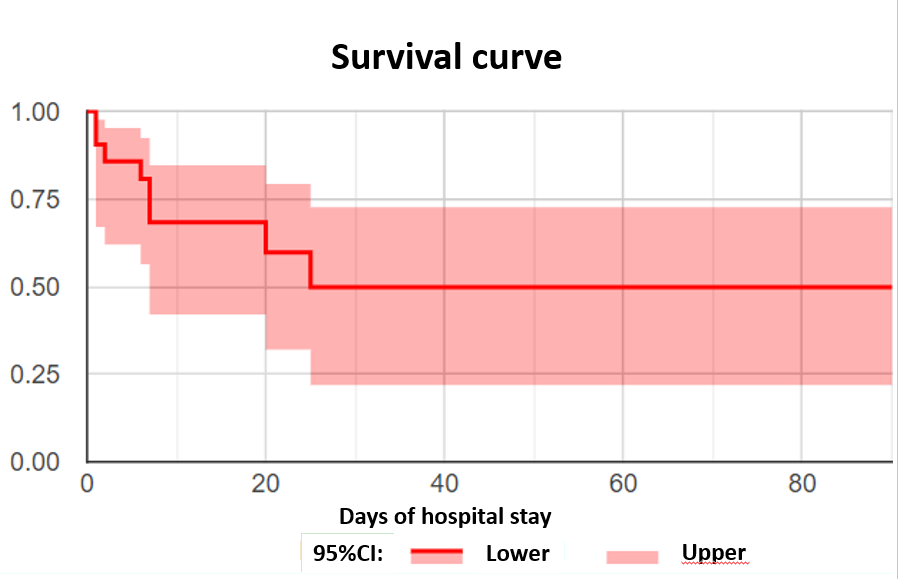 Survival curve
1.00
0.75
0.50
0.25
0.00
0 20 40 60 80
Days of hospital stay
95%CI: Lower Upper